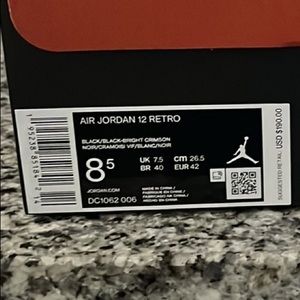 AIR JORDAN 12 RETRO
BLACK/BLACK-BRIGHT CRIMSON
NOIR/CRAMOISI VIF/BLANC/NOIR
8.5
UK 7.5 CM 26.5
BR 40 EUR 42
JORDAN.COM
DC1062 006
MADE IN CHINA/
FABRIQUÉ EN CHINE/
FABRICADO EN CHINA/
SUGGESTED RETAIL USD $190.00